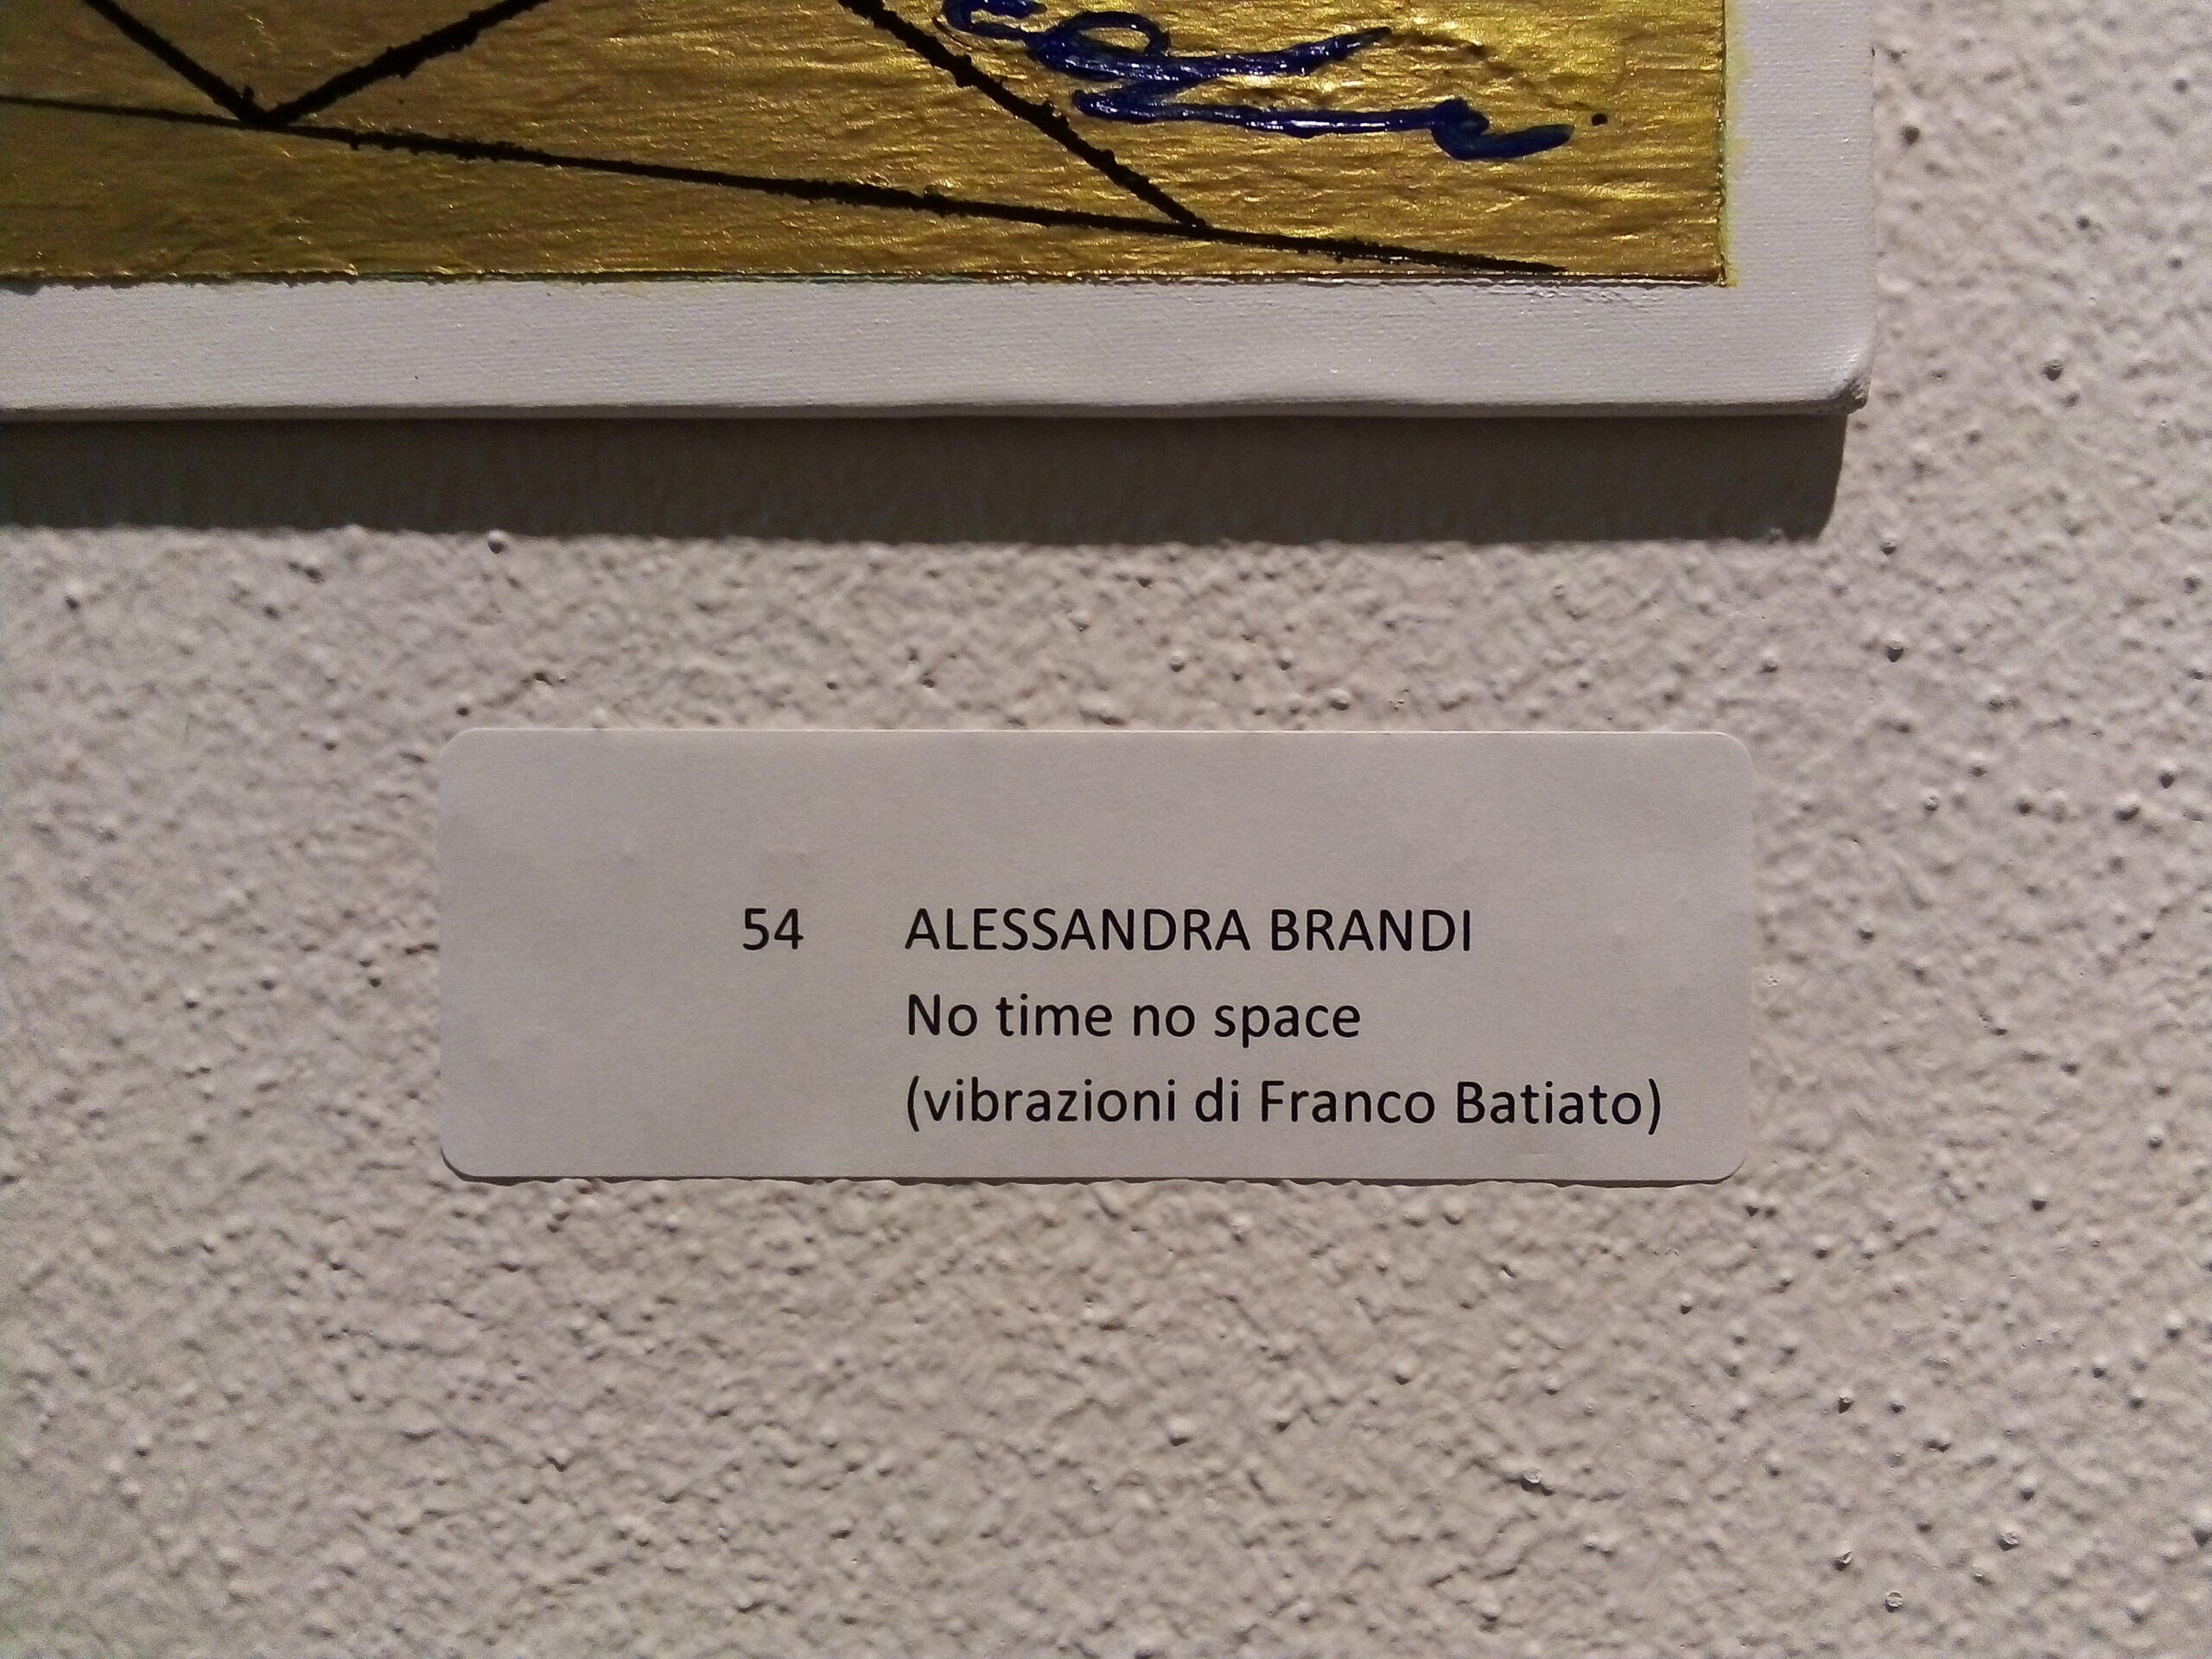 54 ALESSANDRA BRANDI
No time no space
(vibrazioni di Franco Batiato)